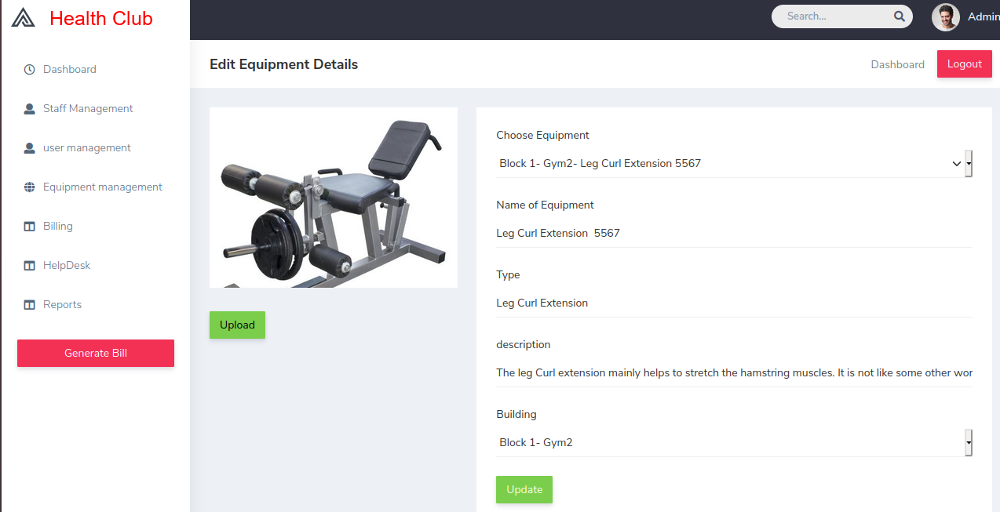 Health Club
Search...
Admin
Dashboard
Staff Management
user management
Equipment management
Billing
HelpDesk
Reports
Generate Bill
Edit Equipment Details
Dashboard
Logout
Upload
Choose Equipment
Block 1- Gym2- Leg Curl Extension 5567
Name of Equipment
Leg Curl Extension  5567
Type
Leg Curl Extension
description
The leg Curl extension mainly helps to stretch the hamstring muscles. It is not like some other wor
Building
Block 1- Gym2
Update